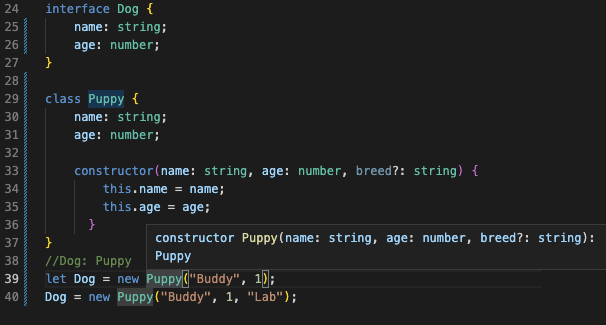 24 interface Dog {
25     name: string;
26     age: number;
27 }
28
29 class Puppy {
30     name: string;
31     age: number;
32
33     constructor(name: string, age: number, breed?: string) {
34         this.name = name;
35         this.age = age;
36       }
37 }
constructor Puppy(name: string, age: number, breed?: string):
Puppy
38 //Dog: Puppy
39 let Dog = new Puppy("Buddy", 1);
40 Dog = new Puppy("Buddy", 1, "Lab");